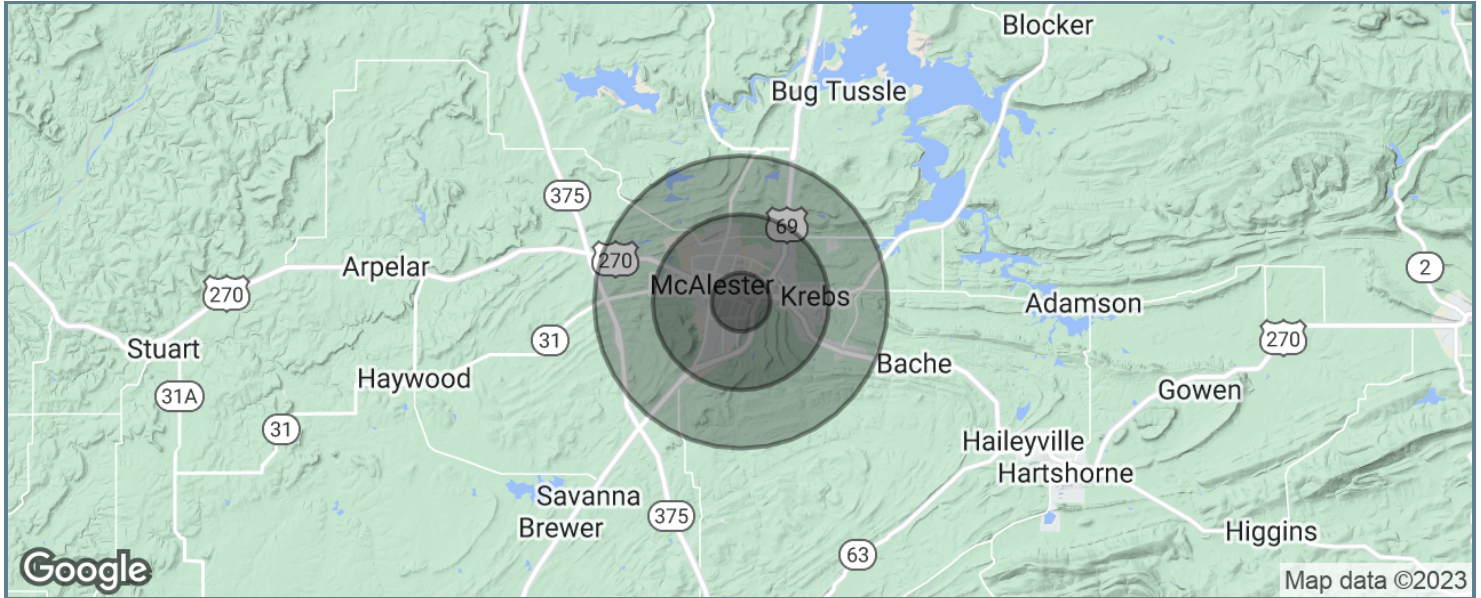 Blocker
Bug Tussle
375
69
270
Arpelar
McAlester
Krebs
2
270
Adamson
31
270
Stuart
Haywood
Bache
31A
Gowen
31
Haileyville
Hartshorne
Savanna
375
Brewer
Higgins
63
Google
Map data ©2023